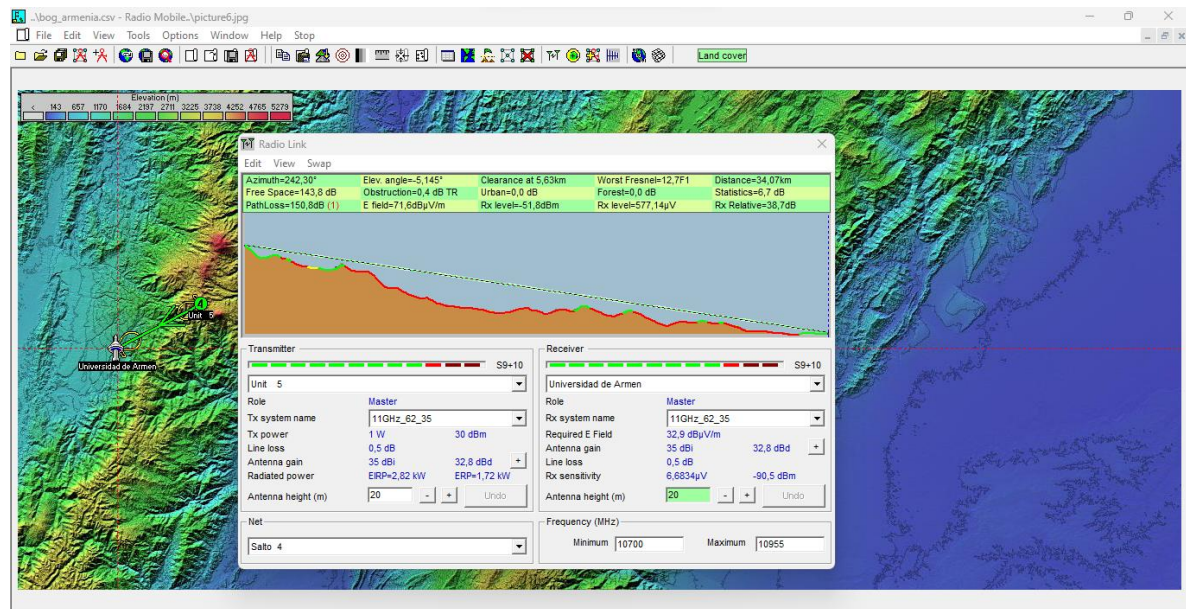 ..\bog_armenia.csv - Radio Mobile..\picture6.jpg
File Edit View Tools Options Window Help Stop
Land cover
Elevation (m)
< 143 657 1170 1684 2197 2711 3225 3738 4252 4765 5279
Radio Link
Edit View Swap
Azimuth=242,30° Elev. angle=-5,145° Clearance at 5,63km Worst Fresnel=12,7F1 Distance=34,07km
Free Space=143,8 dB Obstruction=0,4 dB TR Urban=0,0 dB Forest=0,0 dB Statistics=6,7 dB
PathLoss=150,8dB (1) E field=71,6dBµV/m Rx level=-51,8dBm Rx level=577,14µV Rx Relative=38,7dB
4
Unit 5
Universidad de Armen
Transmitter
S9+10
Unit 5
Role Master
Tx system name 11GHz_62_35
Tx power 1 W 30 dBm
Line loss 0,5 dB
Antenna gain 35 dBi 32,8 dBd +
Radiated power EIRP=2,82 kW ERP=1,72 kW
Antenna height (m) 20 - + Undo
Receiver
S9+10
Universidad de Armen
Role Master
Rx system name 11GHz_62_35
Required E Field 32,9 dBµV/m
Antenna gain 35 dBi 32,8 dBd +
Line loss 0,5 dB
Rx sensitivity 6,6834µV -90,5 dBm
Antenna height (m) 20 - + Undo
Net
Salto 4
Frequency (MHz)
Minimum 10700 Maximum 10955